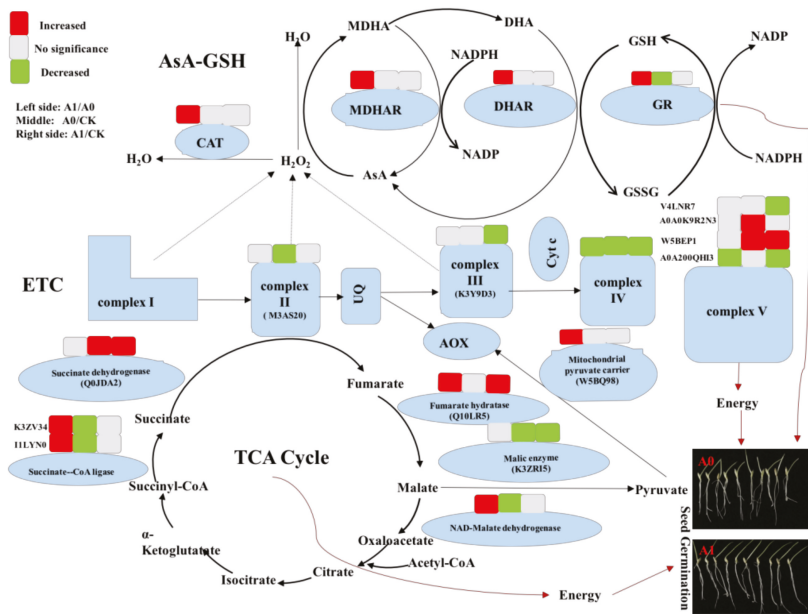 Increased
No significance
Decreased
Left side: A1/A0
Middle: A0/CK
Right side: A1/CK
AsA-GSH
H₂O
MDHA
DHA
NADPH
GSH
NADP
MDHAR
DHAR
GR
CAT
H₂O
H₂O₂
NADP
AsA
GSSG
NADPH
V4LNR7
A0A0K9R2N3
W5BEP1
A0A200QHI3
ETC
complex I
complex
II
( M3AS20)
UQ
complex
III
(K3Y9D3)
Cyt c
complex
IV
complex V
AOX
Succinate dehydrogenase
(Q0JDA2)
Mitochondrial
pyruvate carrier
(W5BQ98)
Fumarate
Fumarate hydratase
(Q10LR5)
Energy
K3ZV34
I1LYN0
Succinate
Succinate--CoA ligase
TCA Cycle
Malic enzyme
(K3ZRI5)
A0
Succinyl-CoA
Malate
Pyruvate
NAD-Malate dehydrogenase
Seed Germination
α-
Ketoglutatate
Oxaloacetate
Acetyl-CoA
Citrate
Isocitrate
Energy
A1